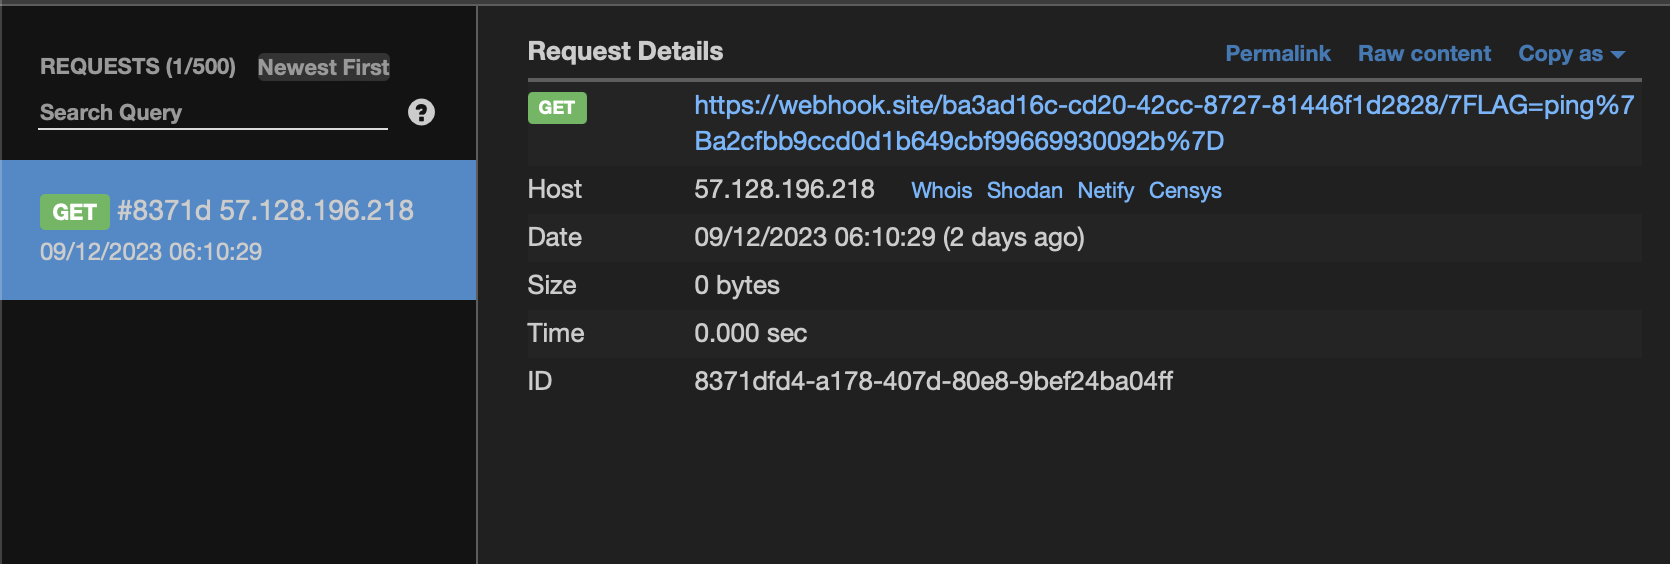 REQUESTS (1/500) Newest First
Search Query ?
GET #8371d 57.128.196.218
09/12/2023 06:10:29
Request Details Permalink Raw content Copy as
GET https://webhook.site/ba3ad16c-cd20-42cc-8727-81446f1d2828/7FLAG=ping%7
Ba2cfbb9ccd0d1b649cbf99669930092b%7D
Host 57.128.196.218 Whois Shodan Netify Censys
Date 09/12/2023 06:10:29 (2 days ago)
Size 0 bytes
Time 0.000 sec
ID 8371dfd4-a178-407d-80e8-9bef24ba04ff